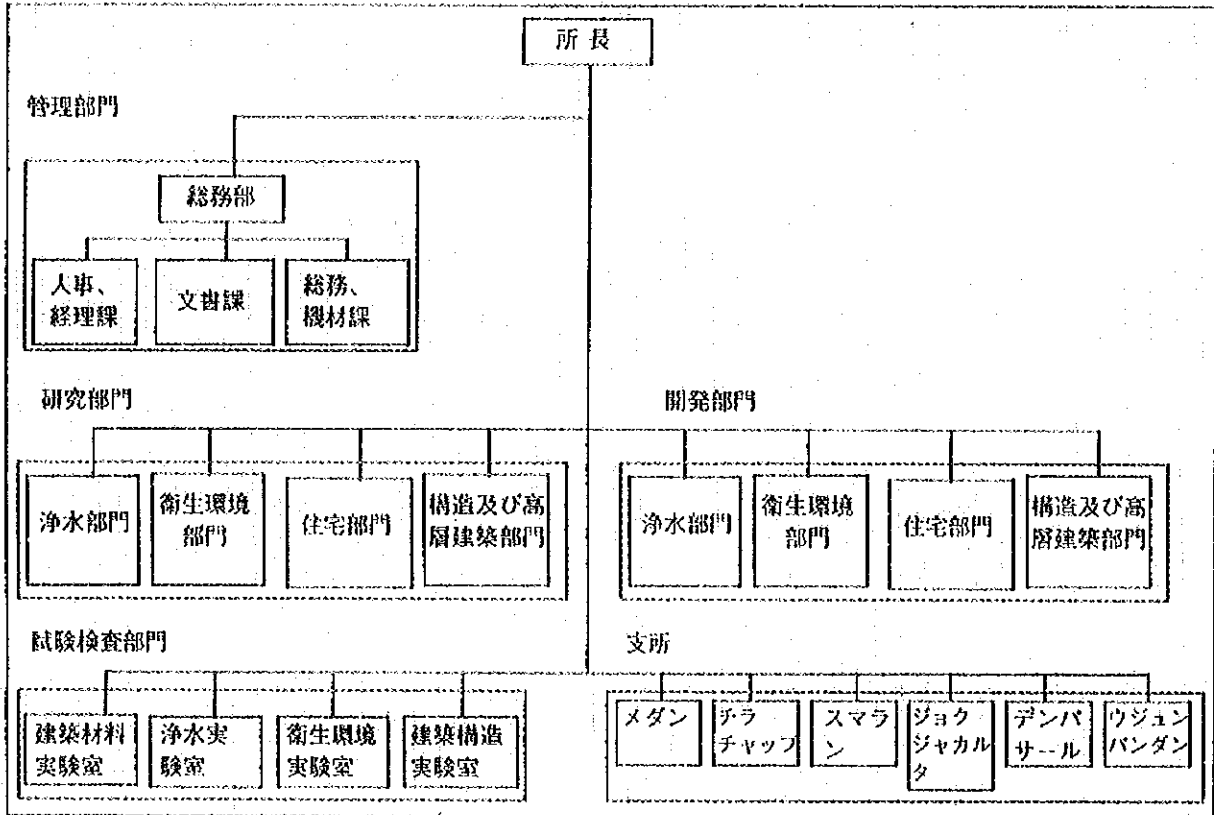 所長
管理部門
総務部
人事、
経理課
文書課
総務、
機材課
研究部門
開発部門
浄水部門
衛生環境
部門
住宅部門
構造及び高
層建築部門
浄水部門
衛生環境
部門
住宅部門
構造及び高
層建築部門
試験検査部門
支所
建築材料
実験室
浄水実
験室
衛生環境
実験室
建築構造
実験室
メダン
チラ
チャップ
スマラ
ン
ジョク
ジャカル
タ
デンパ
サール
ウジュン
パンダン